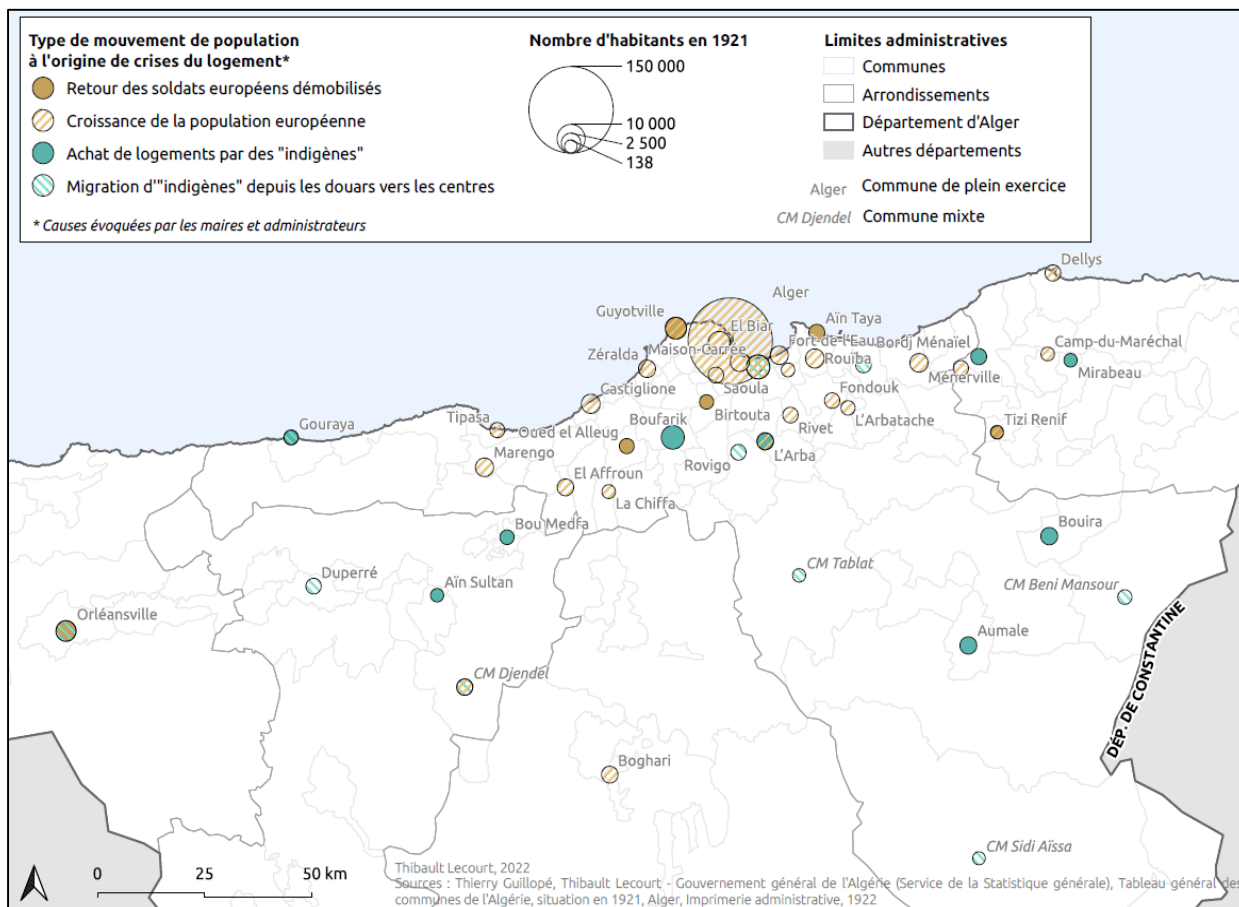 Type de mouvement de population
à l'origine de crises du logement*
Retour des soldats européens démobilisés
Croissance de la population européenne
Achat de logements par des "indigènes"
Migration d'"indigènes" depuis les douars vers les centres
* Causes évoquées par les maires et administrateurs
Nombre d'habitants en 1921
150 000
10 000
2 500
138
Limites administratives
Communes
Arrondissements
Département d'Alger
Autres départements
Alger Commune de plein exercice
CM Djendel Commune mixte
Dellys
Alger
Guyotville
Aïn Taya
El Biar
Fort-de-l'Eau
Bordj Ménaïel
Camp-du-Maréchal
Maison-Carrée
Rouïba
Zéralda
Mirabeau
Ménerville
Saoula
Castiglione
Fondouk
Birtouta
L'Arbatache
Tipasa
Gouraya
Boufarik
Rivet
Tizi Renif
Oued el Alleug
Marengo
Rovigo
L'Arba
El Affroun
La Chiffa
Bou Medfa
Bouira
CM Tablat
Duperré
Aïn Sultan
CM Beni Mansour
Orléansville
Aumale
CM Djendel
DÉP. DE CONSTANTINE
Boghari
CM Sidi Aïssa
0 25 50 km
Thibault Lecourt, 2022
Sources : Thierry Guillopé, Thibault Lecourt - Gouvernement général de l'Algérie (Service de la Statistique générale), Tableau général des
communes de l'Algérie, situation en 1921, Alger, Imprimerie administrative, 1922